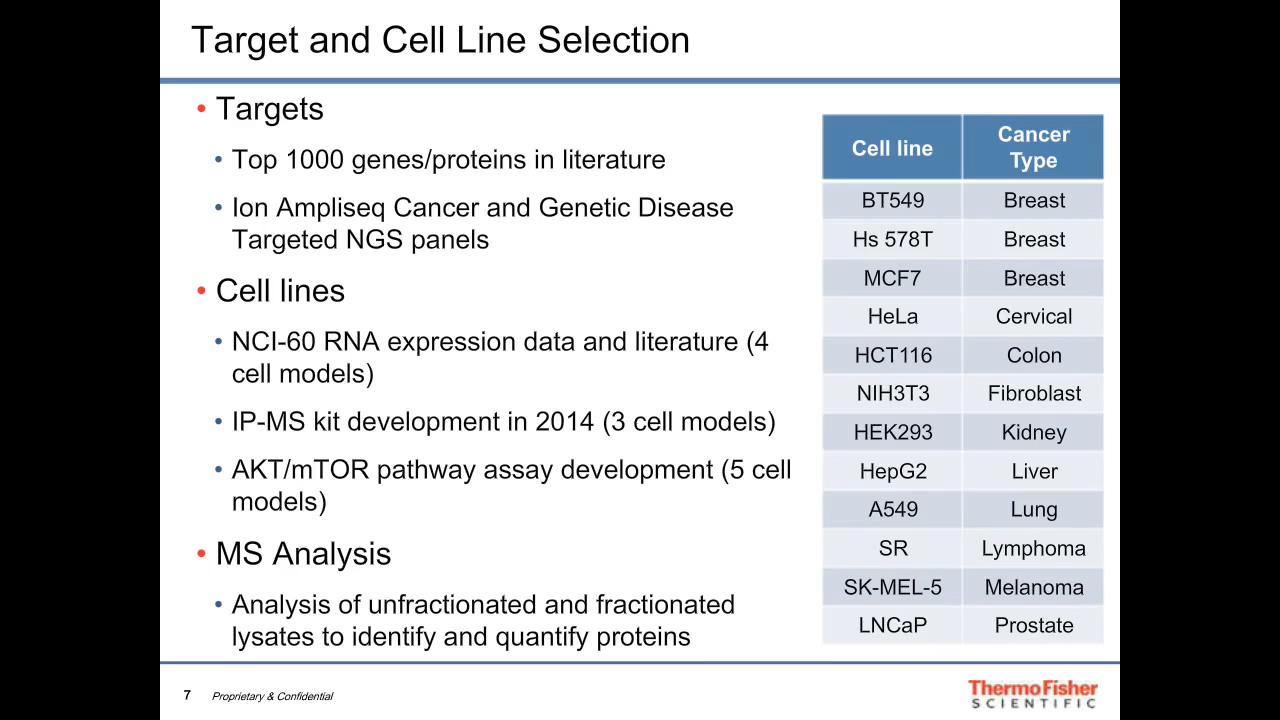 Target and Cell Line Selection
• Targets
• Top 1000 genes/proteins in literature
• Ion Ampliseq Cancer and Genetic Disease
Targeted NGS panels
• Cell lines
• NCI-60 RNA expression data and literature (4
cell models)
• IP-MS kit development in 2014 (3 cell models)
• AKT/mTOR pathway assay development (5 cell
models)
• MS Analysis
• Analysis of unfractionated and fractionated
lysates to identify and quantify proteins
Cell line Cancer
Type
BT549 Breast
Hs 578T Breast
MCF7 Breast
HeLa Cervical
HCT116 Colon
NIH3T3 Fibroblast
HEK293 Kidney
HepG2 Liver
A549 Lung
SR Lymphoma
SK-MEL-5 Melanoma
LNCaP Prostate
7 Proprietary & Confidential
ThermoFisher
SCIENTIFIC